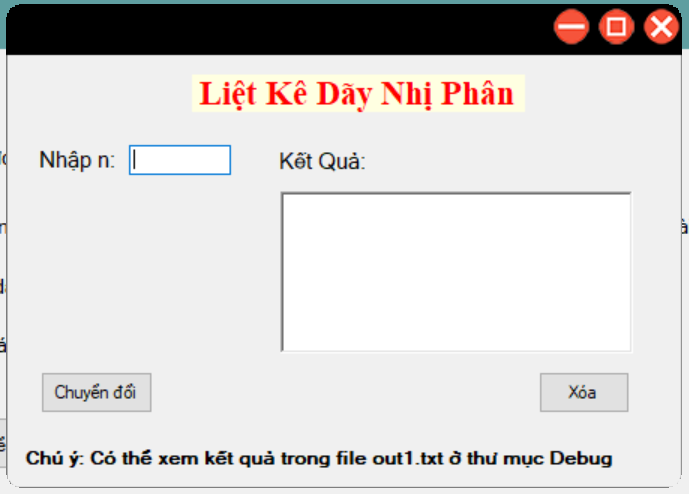 Liệt Kê Dãy Nhị Phân
Nhập n:
Kết Quả:
Chuyển đổi
Xóa
Chú ý: Có thể xem kết quả trong file out1.txt ở thư mục Debug